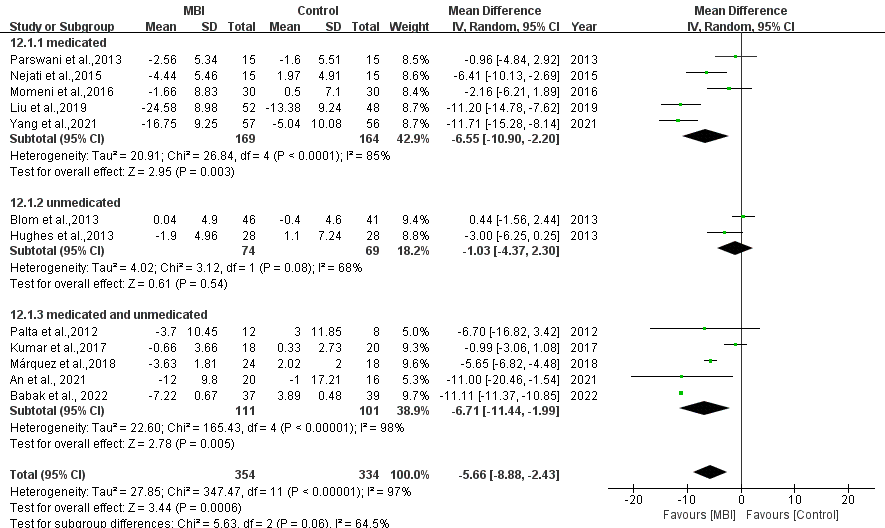 MBI Control Mean Difference Mean Difference
Study or Subgroup Mean SD Total Mean SD Total Weight IV, Random, 95% CI Year IV, Random, 95% CI
12.1.1 medicated
Parswani et al.,2013 -2.56 5.34 15 -1.6 5.51 15 8.5% -0.96 [-4.84, 2.92] 2013
Nejati et al.,2015 -4.44 5.46 15 1.97 4.91 15 8.5% -6.41 [-10.13, -2.69] 2015
Momeni et al.,2016 -1.66 8.83 30 0.5 7.1 30 8.4% -2.16 [-6.21, 1.89] 2016
Liu et al.,2019 -24.58 8.98 52 -13.38 9.24 48 8.6% -11.20 [-14.78, -7.62] 2019
Yang et al.,2021 -16.75 9.25 57 -5.04 10.08 56 8.6% -11.71 [-15.28, -8.14] 2021
Subtotal (95% CI) 169 164 42.9% -6.55 [-10.90, -2.20]
Heterogeneity: Tau² = 20.91; Chi² = 26.84, df = 4 (P < 0.0001); I² = 85%
Test for overall effect: Z = 2.95 (P = 0.003)
12.1.2 unmedicated
Blom et al.,2013 0.04 4.9 46 -0.4 4.6 41 9.4% 0.44 [-1.56, 2.44] 2013
Hughes et al.,2013 -1.9 4.96 28 1.1 7.24 28 8.8% -3.00 [-6.25, 0.25] 2013
Subtotal (95% CI) 74 69 18.2% -1.03 [-4.37, 2.30]
Heterogeneity: Tau² = 4.02; Chi² = 3.12, df = 1 (P = 0.08); I² = 68%
Test for overall effect: Z = 0.61 (P = 0.54)
12.1.3 medicated and unmedicated
Palta et al.,2012 -3.7 10.45 12 3 11.85 8 5.0% -6.70 [-16.82, 3.42] 2012
Kumar et al.,2017 -0.66 3.66 18 0.33 2.73 20 9.4% -0.99 [-3.06, 1.08] 2017
Márquez et al.,2018 -3.63 1.81 24 2.02 2 18 9.6% -5.65 [-6.82, -4.48] 2018
An et al., 2021 -12 9.8 20 -1 17.21 16 5.3% -11.00 [-20.46, -1.54] 2021
Babak et al., 2022 -7.22 0.67 37 3.89 0.48 39 9.6% -11.11 [-11.37, -10.85] 2022
Subtotal (95% CI) 111 101 38.9% -6.71 [-11.44, -1.99]
Heterogeneity: Tau² = 22.60; Chi² = 165.43, df = 4 (P < 0.00001); I² = 98%
Test for overall effect: Z = 2.78 (P = 0.005)
Total (95% CI) 354 334 100.0% -5.66 [-8.88, -2.43]
Heterogeneity: Tau² = 27.85; Chi² = 347.47, df = 11 (P < 0.00001); I² = 97%
Test for overall effect: Z = 3.44 (P = 0.0006)
Test for subgroup differences: Chi² = 5.63, df = 2 (P = 0.06), I² = 64.5%
-20 -10 0 10 20
Favours [MBI] Favours [Control]